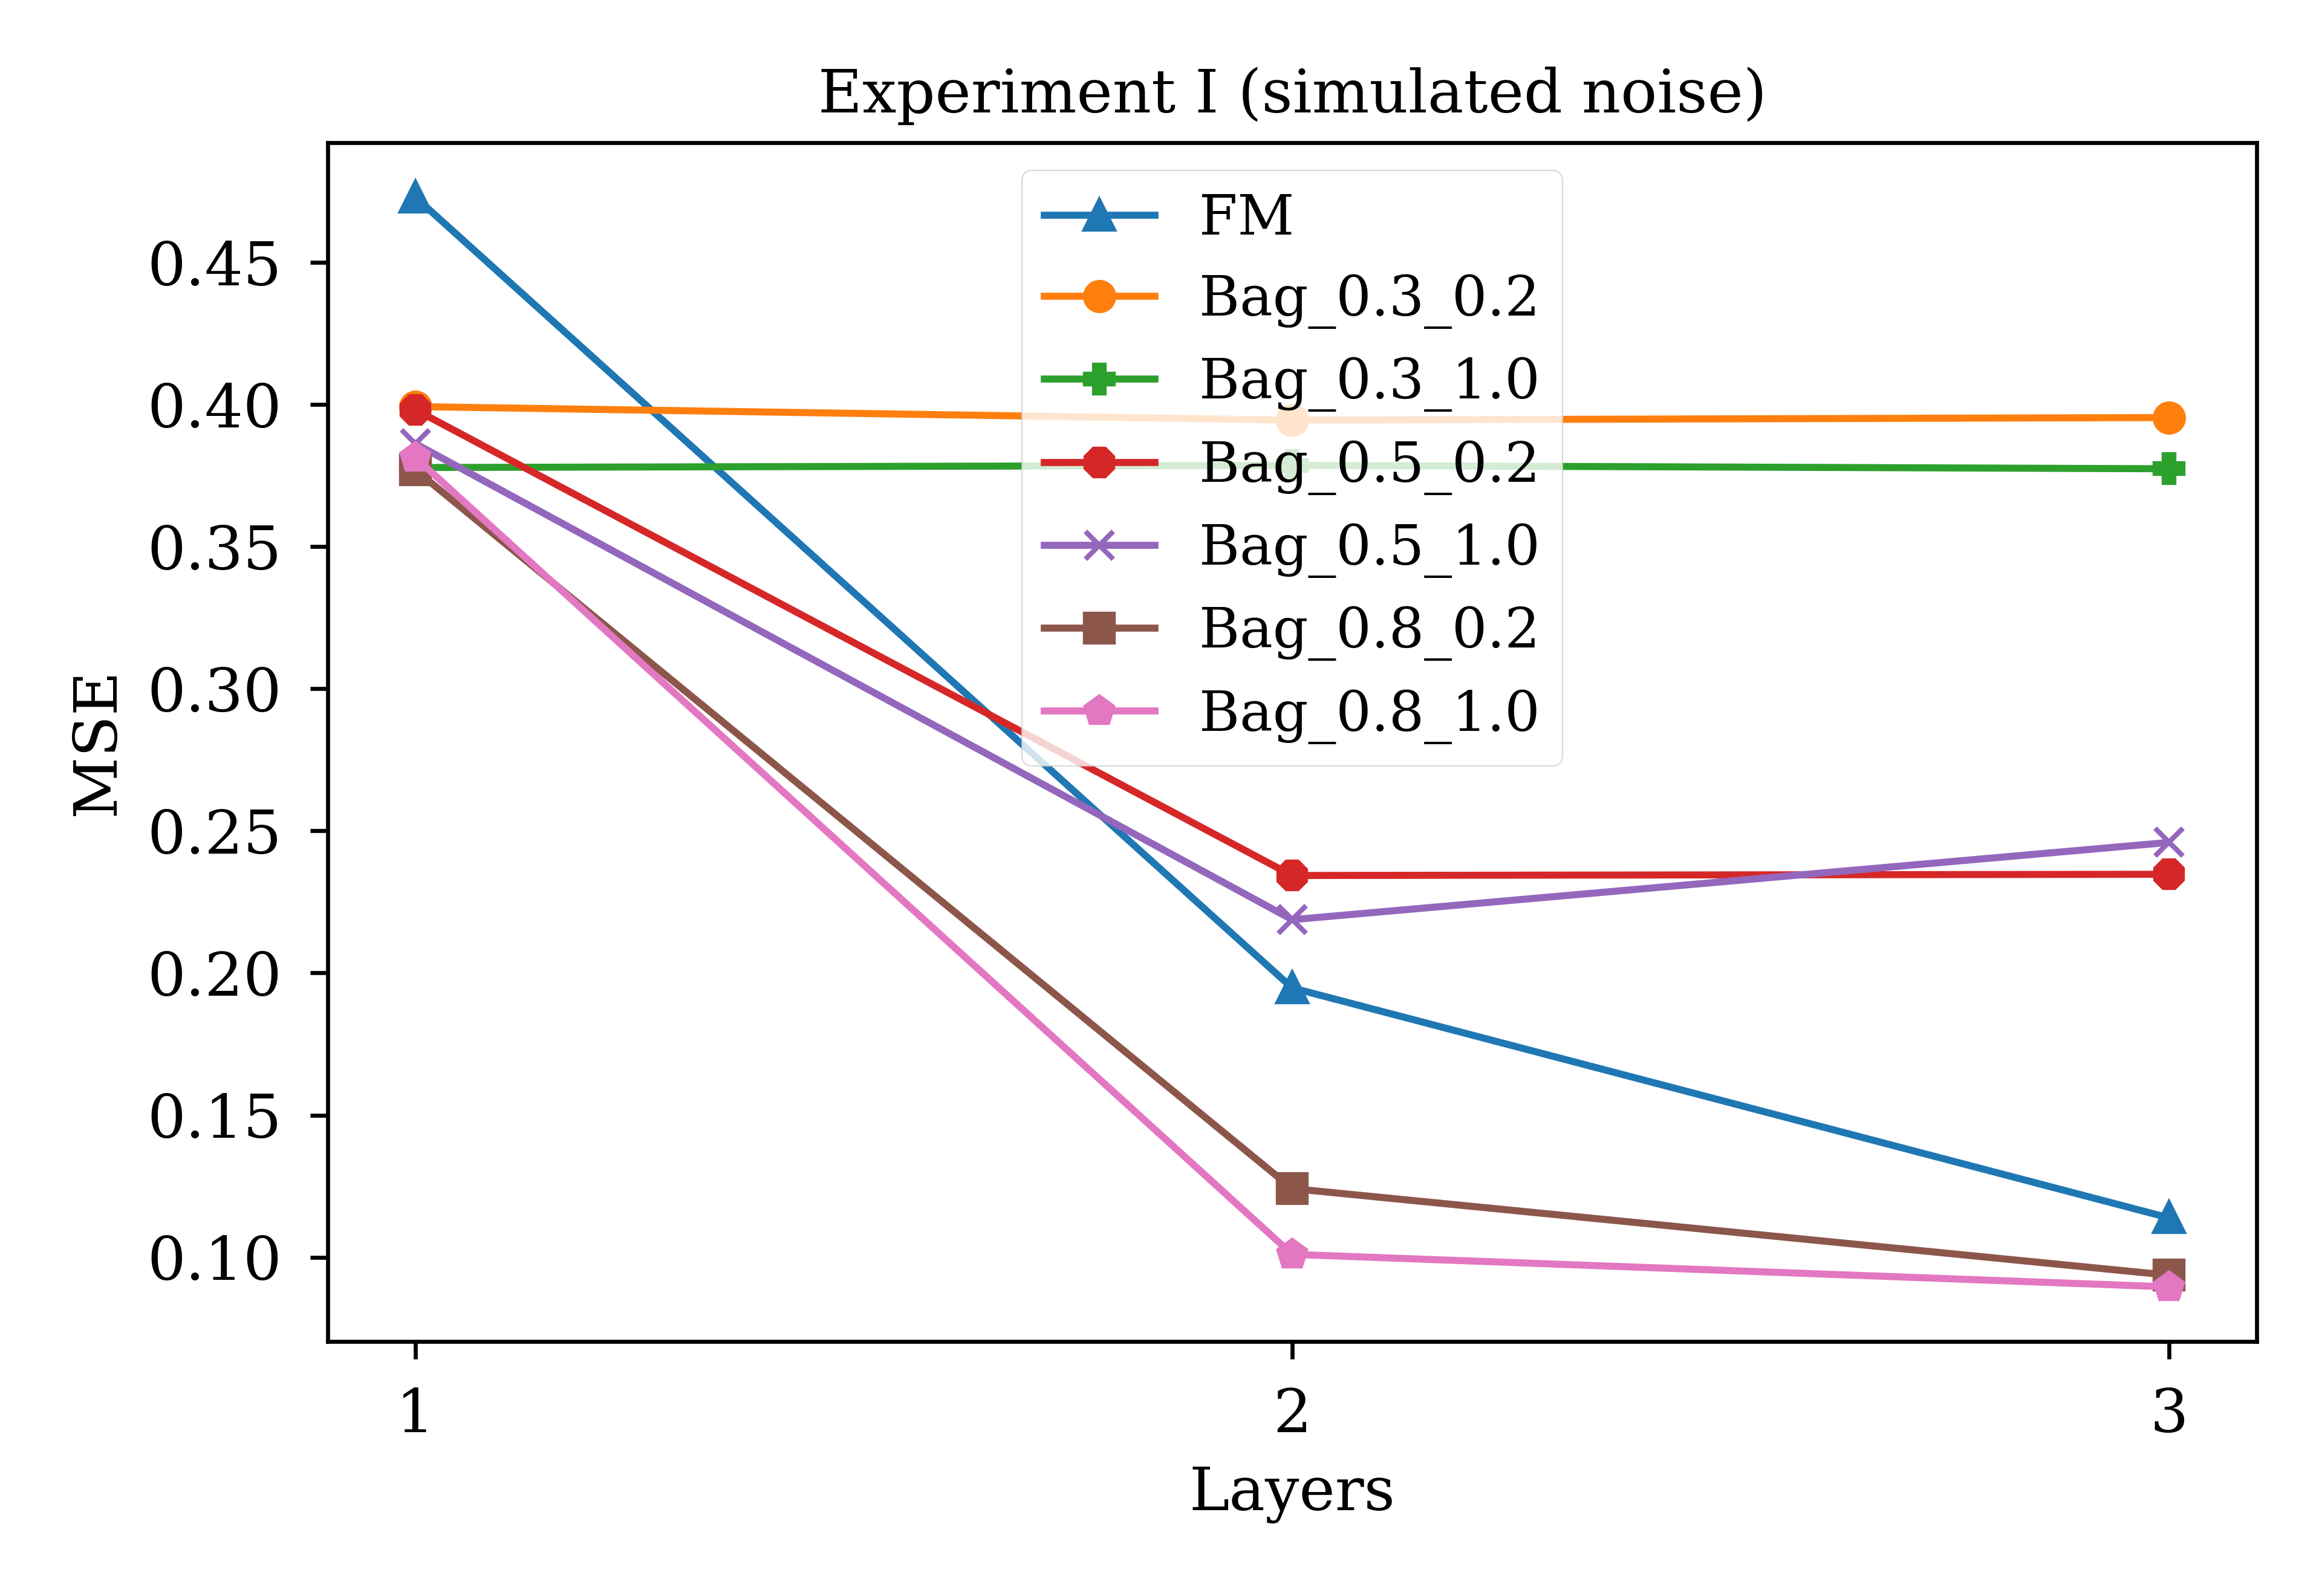 Experiment I (simulated noise)
FM
Bag_0.3_0.2
Bag_0.3_1.0
Bag_0.5_0.2
Bag_0.5_1.0
Bag_0.8_0.2
Bag_0.8_1.0
MSE
0.45
0.40
0.35
0.30
0.25
0.20
0.15
0.10
1 2 3
Layers